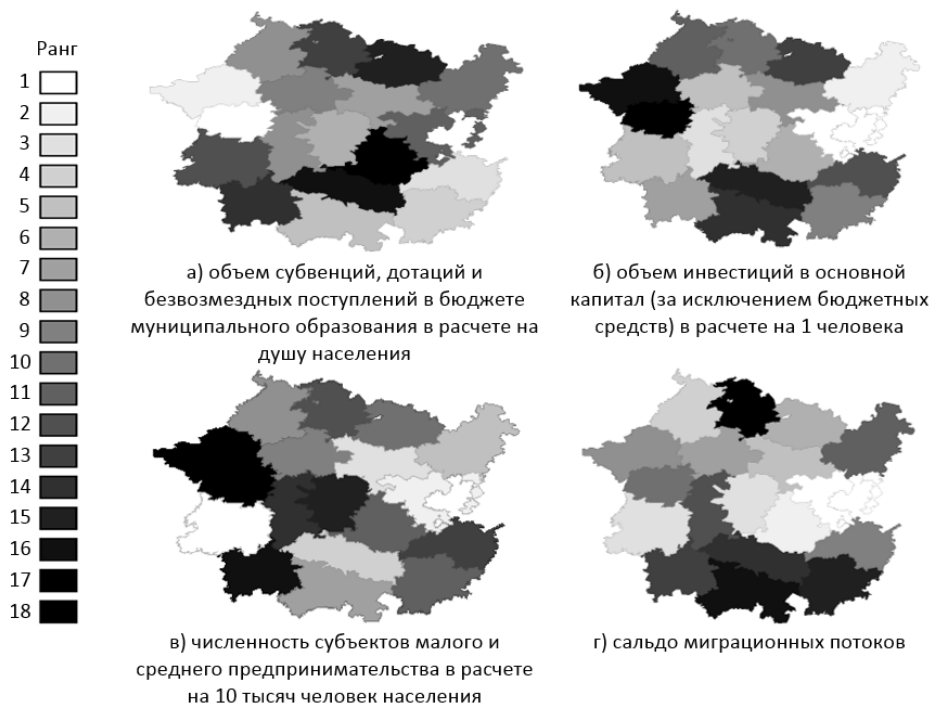 Ранг
1
2
3
4
5
6
7
8
9
10
11
12
13
14
15
16
17
18
а) объем субвенций, дотаций и
безвозмездных поступлений в бюджете
муниципального образования в расчете на
душу населения
б) объем инвестиций в основной
капитал (за исключением бюджетных
средств) в расчете на 1 человека
в) численность субъектов малого и
среднего предпринимательства в расчете
на 10 тысяч человек населения
г) сальдо миграционных потоков